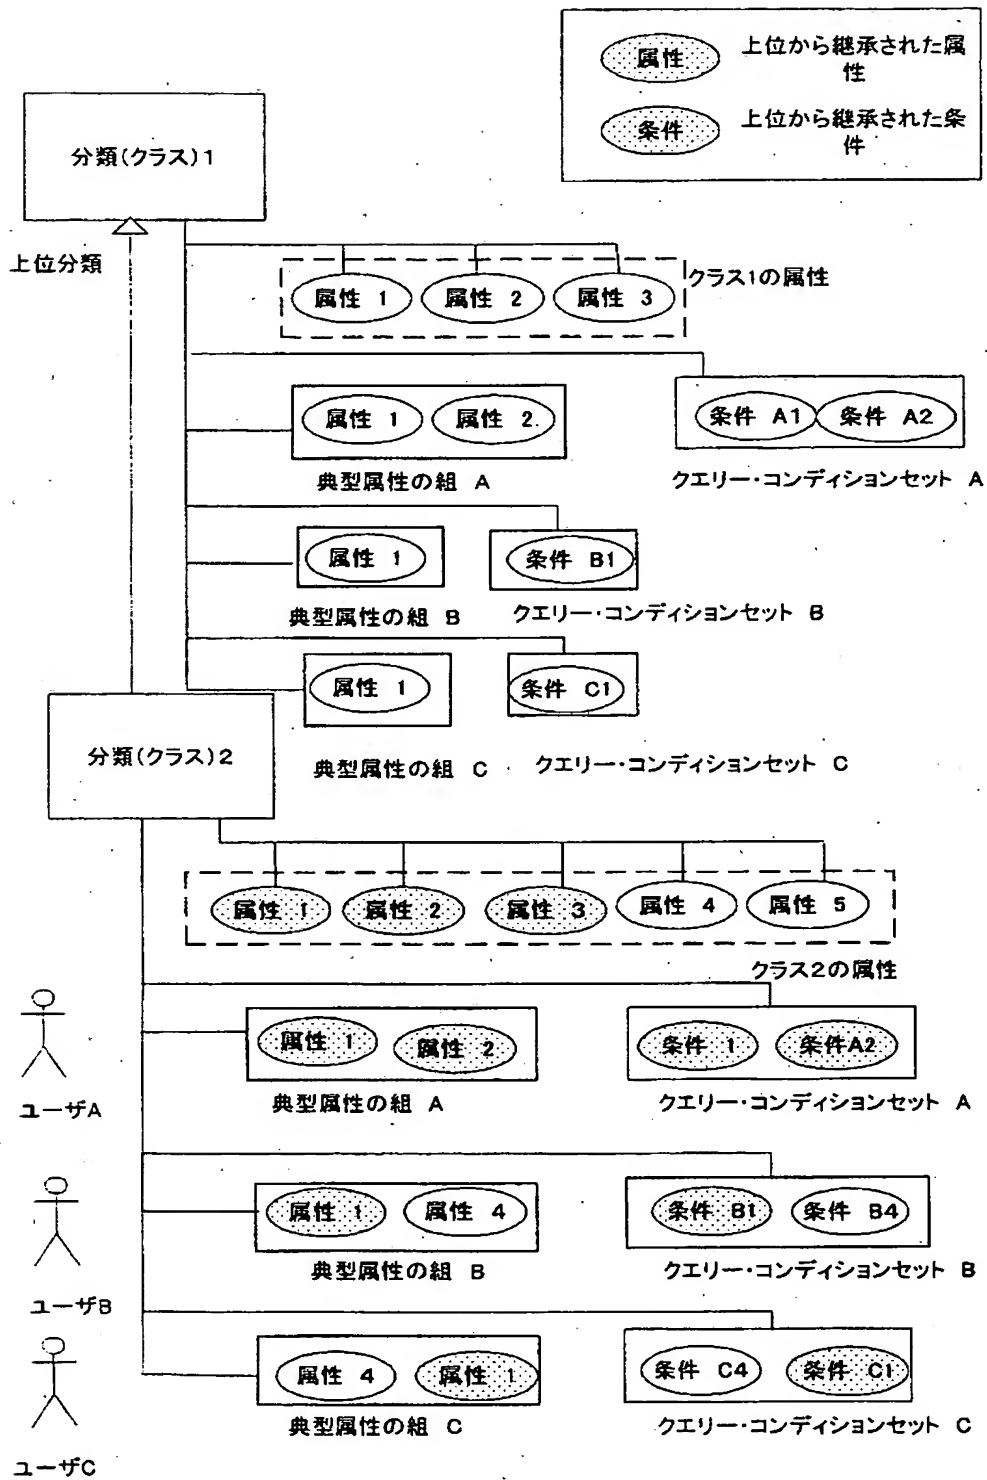 属性 上位から継承された属
性
条件 上位から継承された条
件
分類(クラス)1
上位分類
属性 1 属性 2 属性 3
クラス1の属性
属性 1 属性 2
条件 A1 条件 A2
典型属性の組 A
クエリー・コンディションセット A
属性 1
条件 B1
典型属性の組 B
クエリー・コンディションセット B
属性 1
条件 C1
分類(クラス)2
典型属性の組 C
クエリー・コンディションセット C
属性 1 属性 2 属性 3 属性 4 属性 5
クラス2の属性
属性 1 属性 2
条件 1 条件A2
ユーザA
典型属性の組 A
クエリー・コンディションセット A
属性 1 属性 4
条件 B1 条件 B4
典型属性の組 B
クエリー・コンディションセット B
ユーザB
属性 4 属性 1
条件 C4 条件 C1
典型属性の組 C
クエリー・コンディションセット C
ユーザC